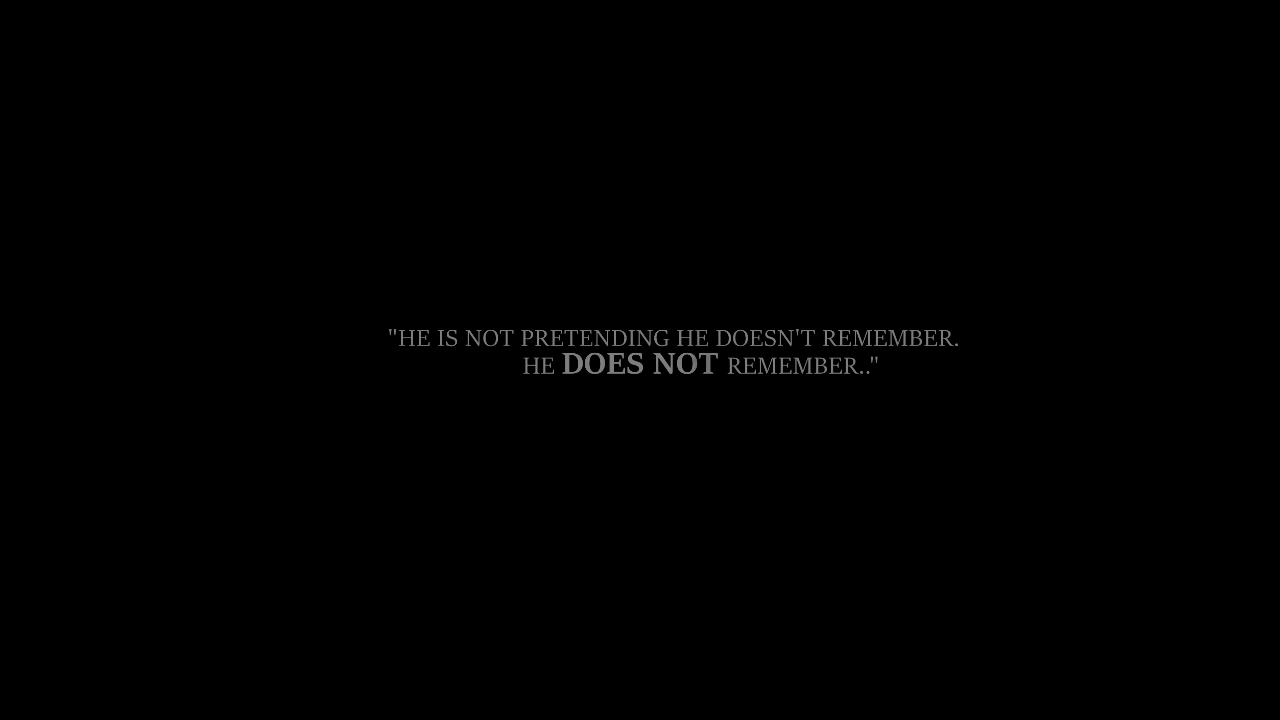 "HE IS NOT PRETENDING HE DOESN'T REMEMBER.
HE DOES NOT REMEMBER.."